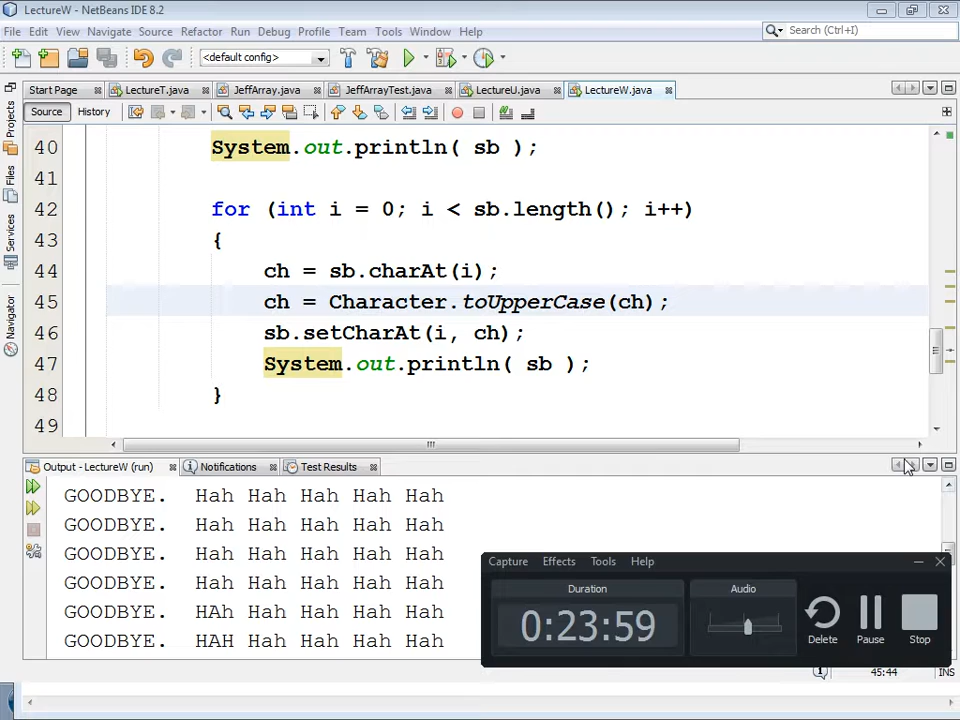 LectureW - NetBeans IDE 8.2
File Edit View Navigate Source Refactor Run Debug Profile Team Tools Window Help
Search (Ctrl+I)
<default config>
Start Page LectureT.java JeffArray.java JeffArrayTest.java LectureU.java LectureW.java
Source History
Projects
Files
Services
Navigator
40 System.out.println( sb );
41
42 for (int i = 0; i < sb.length(); i++)
43 {
44 ch = sb.charAt(i);
45 ch = Character.toUpperCase(ch);
46 sb.setCharAt(i, ch);
47 System.out.println( sb );
48 }
49
Output - LectureW (run) Notifications Test Results
GOODBYE. Hah Hah Hah Hah Hah
GOODBYE. Hah Hah Hah Hah Hah
GOODBYE. Hah Hah Hah Hah Hah
GOODBYE. Hah Hah Hah Hah Hah
GOODBYE. HAh Hah Hah Hah Hah
GOODBYE. HAH Hah Hah Hah Hah
Capture Effects Tools Help
Duration Audio
0:23:59
Delete Pause Stop
45:44 INS